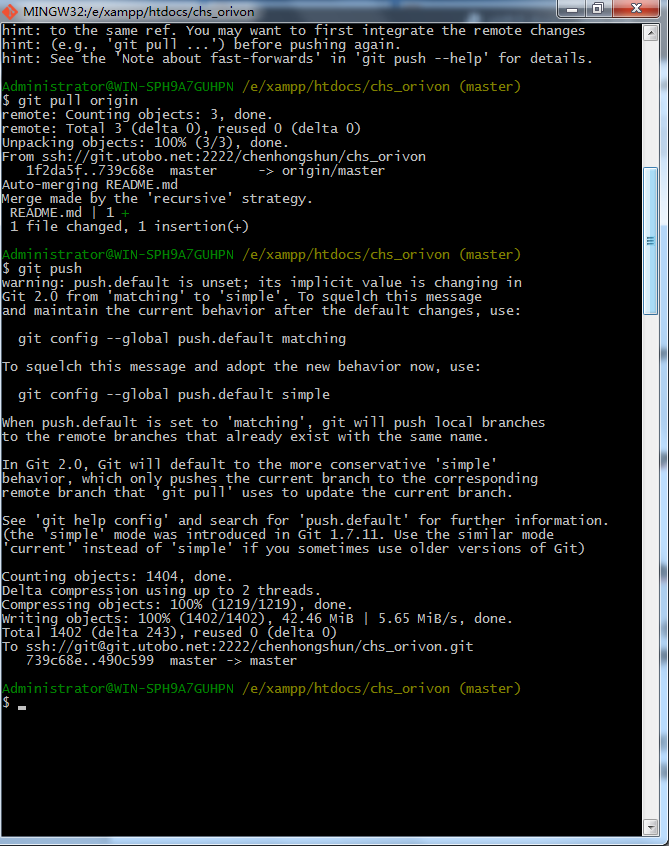 MINGW32:/e/xampp/htdocs/chs_orivon
hint: to the same ref. You may want to first integrate the remote changes
hint: (e.g., 'git pull ...') before pushing again.
hint: See the 'Note about fast-forwards' in 'git push --help' for details.
Administrator@WIN-SPH9A7GUHPN /e/xampp/htdocs/chs_orivon (master)
$ git pull origin
remote: Counting objects: 3, done.
remote: Total 3 (delta 0), reused 0 (delta 0)
Unpacking objects: 100% (3/3), done.
From ssh://git.utobo.net:2222/chenhongshun/chs_orivon
   1f2da5f..739c68e  master     -> origin/master
Auto-merging README.md
Merge made by the 'recursive' strategy.
 README.md | 1 +
 1 file changed, 1 insertion(+)
Administrator@WIN-SPH9A7GUHPN /e/xampp/htdocs/chs_orivon (master)
$ git push
warning: push.default is unset; its implicit value is changing in
Git 2.0 from 'matching' to 'simple'. To squelch this message
and maintain the current behavior after the default changes, use:
  git config --global push.default matching
To squelch this message and adopt the new behavior now, use:
  git config --global push.default simple
When push.default is set to 'matching', git will push local branches
to the remote branches that already exist with the same name.
In Git 2.0, Git will default to the more conservative 'simple'
behavior, which only pushes the current branch to the corresponding
remote branch that 'git pull' uses to update the current branch.
See 'git help config' and search for 'push.default' for further information.
(the 'simple' mode was introduced in Git 1.7.11. Use the similar mode
'current' instead of 'simple' if you sometimes use older versions of Git)
Counting objects: 1404, done.
Delta compression using up to 2 threads.
Compressing objects: 100% (1219/1219), done.
Writing objects: 100% (1402/1402), 42.46 MiB | 5.65 MiB/s, done.
Total 1402 (delta 243), reused 0 (delta 0)
To ssh://git@git.utobo.net:2222/chenhongshun/chs_orivon.git
   739c68e..490c599  master -> master
Administrator@WIN-SPH9A7GUHPN /e/xampp/htdocs/chs_orivon (master)
$